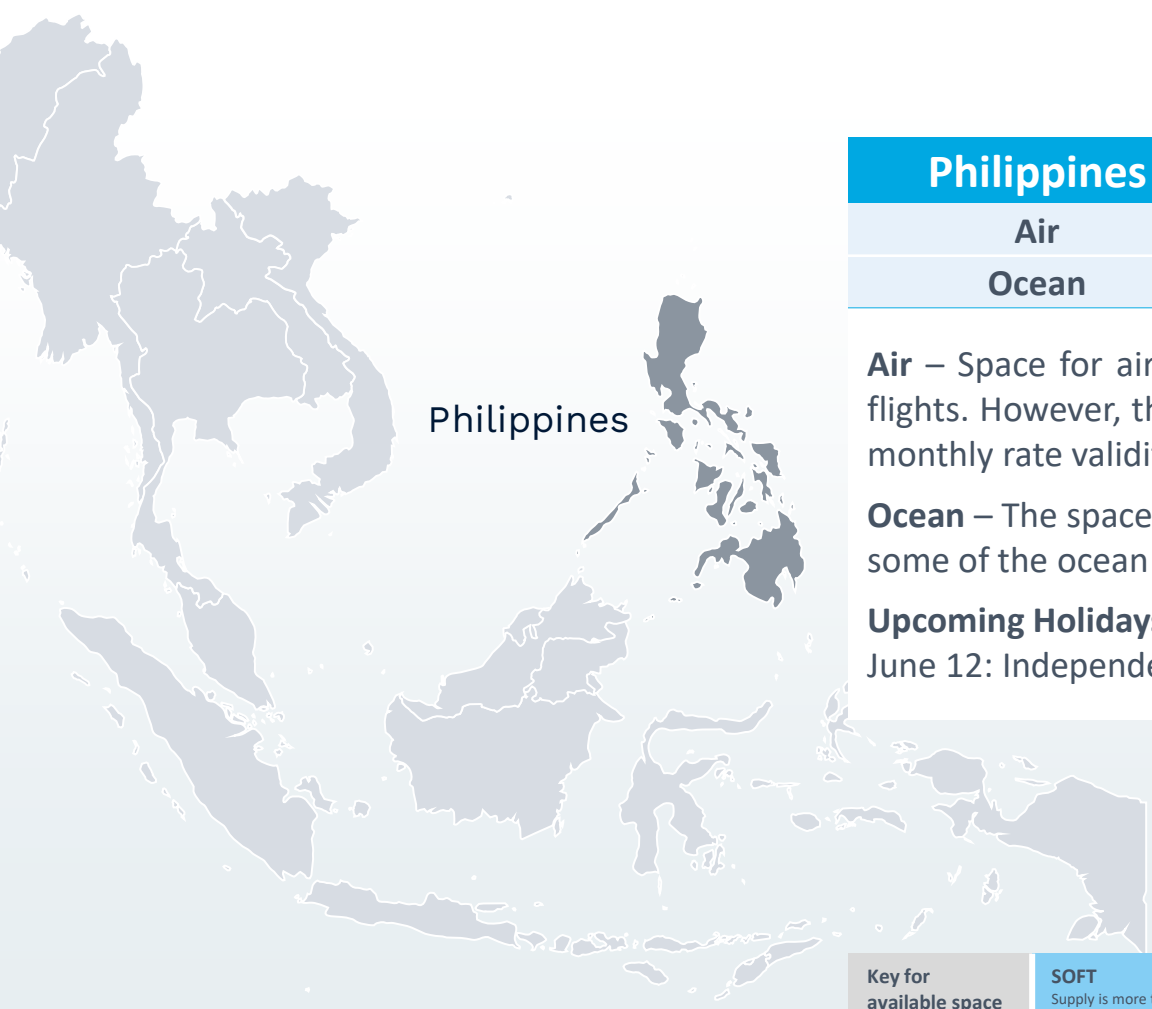 Philippines
Philippines
Air
Ocean
Air – Space for air
flights. However, th
monthly rate validi
Ocean – The space
some of the ocean
Upcoming Holidays
June 12: Independe
Key for
available space
SOFT
Supply is more t